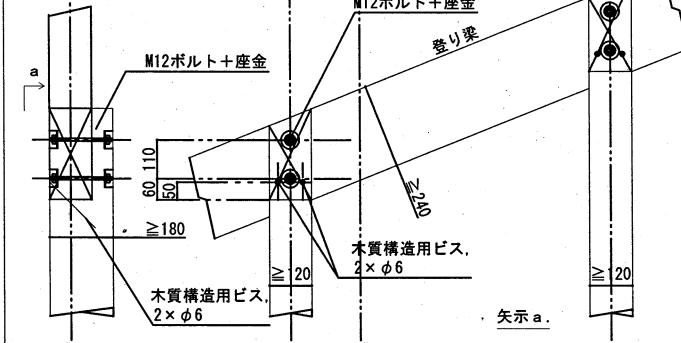 M12ボルト+座金
登り梁
a
M12ボルト+座金
110
60
50
≧240
≧180
木質構造用ビス,
2×φ6
≧120
≧120
木質構造用ビス,
2×φ6
矢示a.